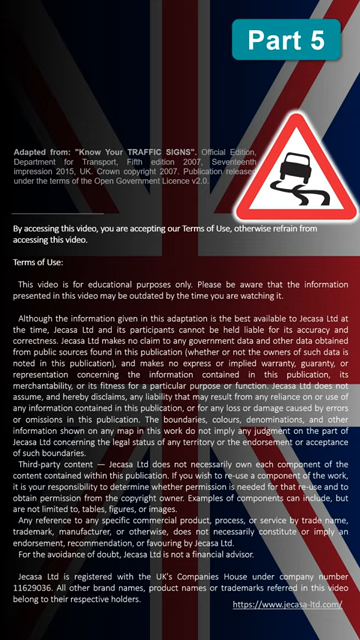 Part 5
Adapted from: "Know Your TRAFFIC SIGNS". Official Edition,
Department for Transport, Fifth edition 2007, Seventeenth
impression 2015, UK. Crown copyright 2007. Publication released
under the terms of the Open Government Licence v2.0.
By accessing this video, you are accepting our Terms of Use, otherwise refrain from
accessing this video.
Terms of Use:
This video is for educational purposes only. Please be aware that the information
presented in this video may be outdated by the time you are watching it.
Although the information given in this adaptation is the best available to Jecasa Ltd at
the time, Jecasa Ltd and its participants cannot be held liable for its accuracy and
correctness. Jecasa Ltd makes no claim to any government data and other data obtained
from public sources found in this publication (whether or not the owners of such data is
noted in this publication), and makes no express or implied warranty, guaranty, or
representation concerning the information contained in this publication, its
merchantability, or its fitness for a particular purpose or function. Jecasa Ltd does not
assume, and hereby disclaims, any liability that may result from any reliance on or use of
any information contained in this publication, or for any loss or damage caused by errors
or omissions in this publication. The boundaries, colours, denominations, and other
information shown on any map in this work do not imply any judgment on the part of
Jecasa Ltd concerning the legal status of any territory or the endorsement or acceptance
of such boundaries.
Third-party content — Jecasa Ltd does not necessarily own each component of the
content contained within this publication. If you wish to re-use a component of the work,
it is your responsibility to determine whether permission is needed for that re-use and to
obtain permission from the copyright owner. Examples of components can include, but
are not limited to, tables, figures, or images.
Any reference to any specific commercial product, process, or service by trade name,
trademark, manufacturer, or otherwise, does not necessarily constitute or imply an
endorsement, recommendation, or favouring by Jecasa Ltd.
For the avoidance of doubt, Jecasa Ltd is not a financial advisor.
Jecasa Ltd is registered with the UK's Companies House under company number
11629036. All other brand names, product names or trademarks referred in this video
belong to their respective holders.
https://www.jecasa-ltd.com/